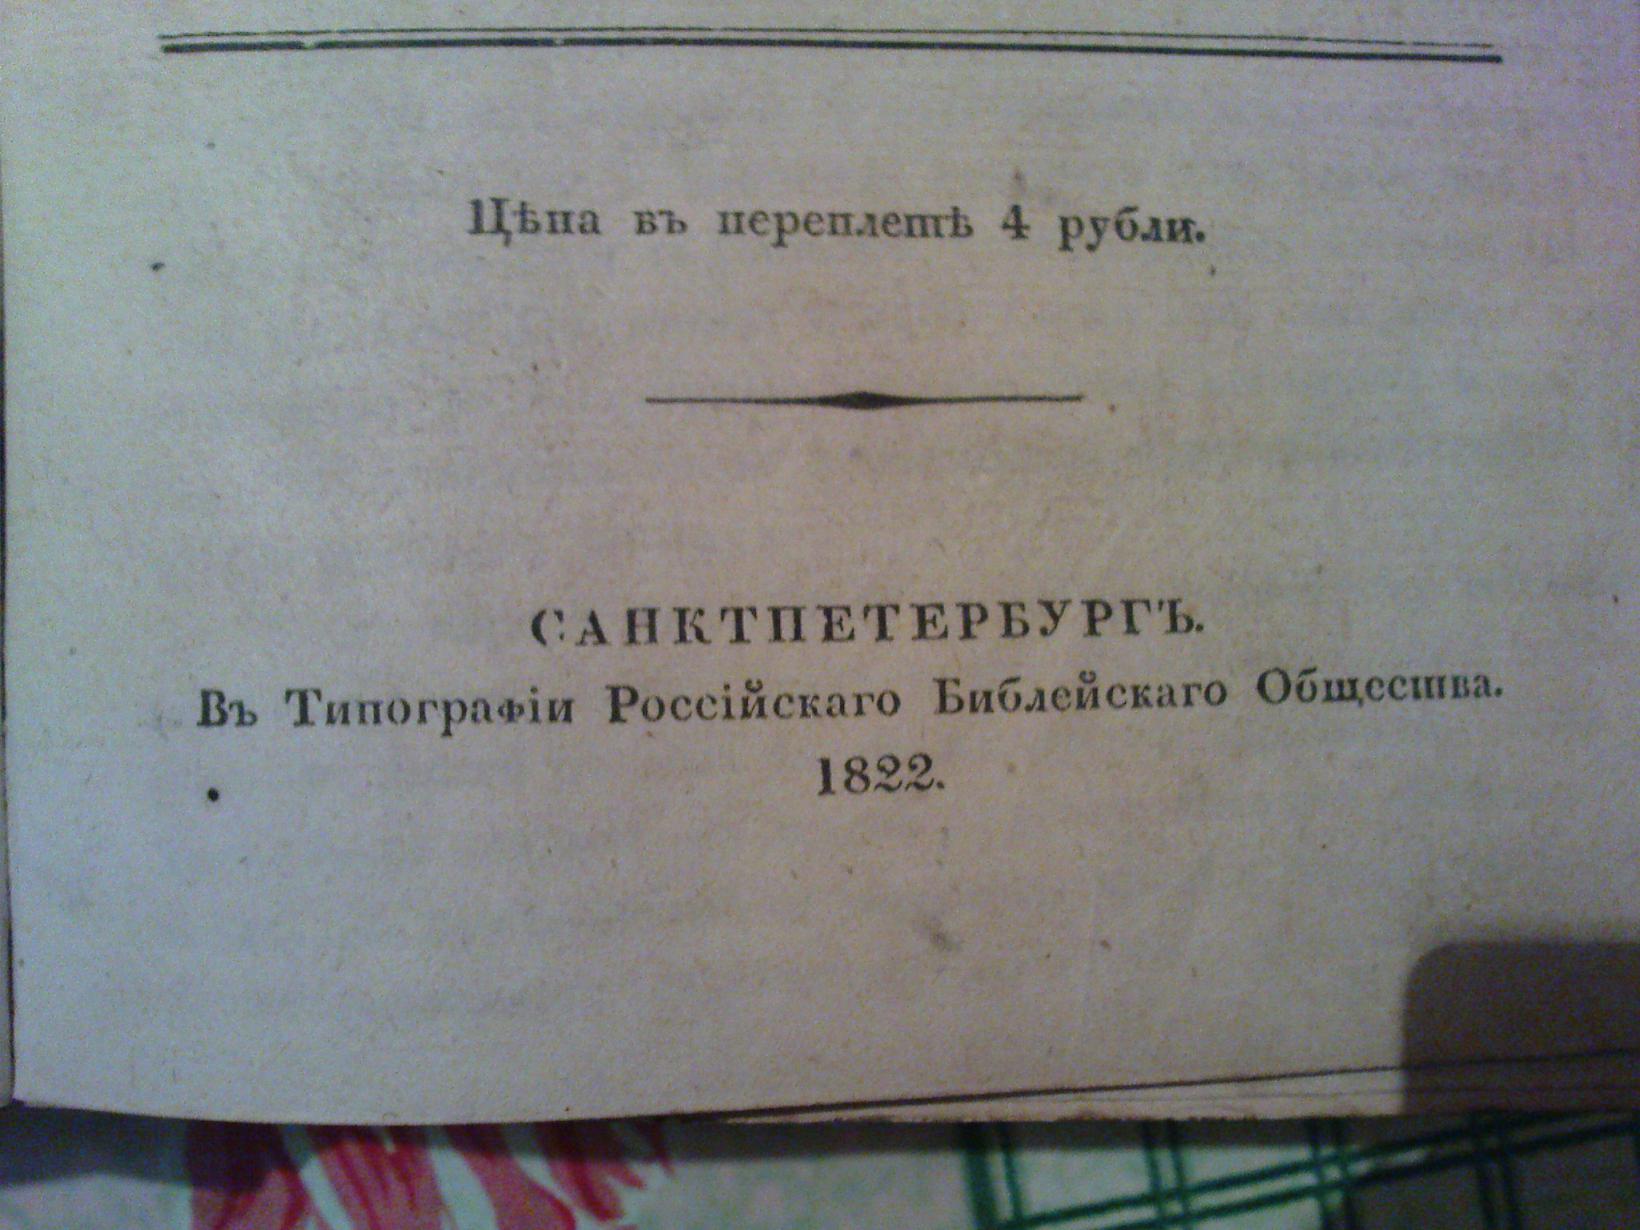 Цѣна въ переплетѣ 4 рубли.
САНКТПЕТЕРБУРГЪ.
Въ Типографіи Россійскаго Библейскаго Общества.
1822.